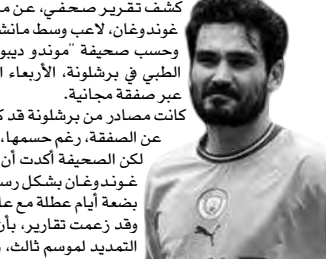 كشف تقرير صحفي، عن م
غوندوغان، لاعب وسط مانش
وحسب صحيفة "موندو ديبو
الطبي في برشلونة، الأربعاء ا
عبر صفقة مجانية.
كانت مصادر من برشلونة قد ك
عن الصفقة، رغم حسمها،
لكن الصحيفة أكدت أن
غوندوغان بشكل رس
بضعة أيام عطلة مع عا
وقد زعمت تقارير، بأن
التمديد لموسم ثالث، و